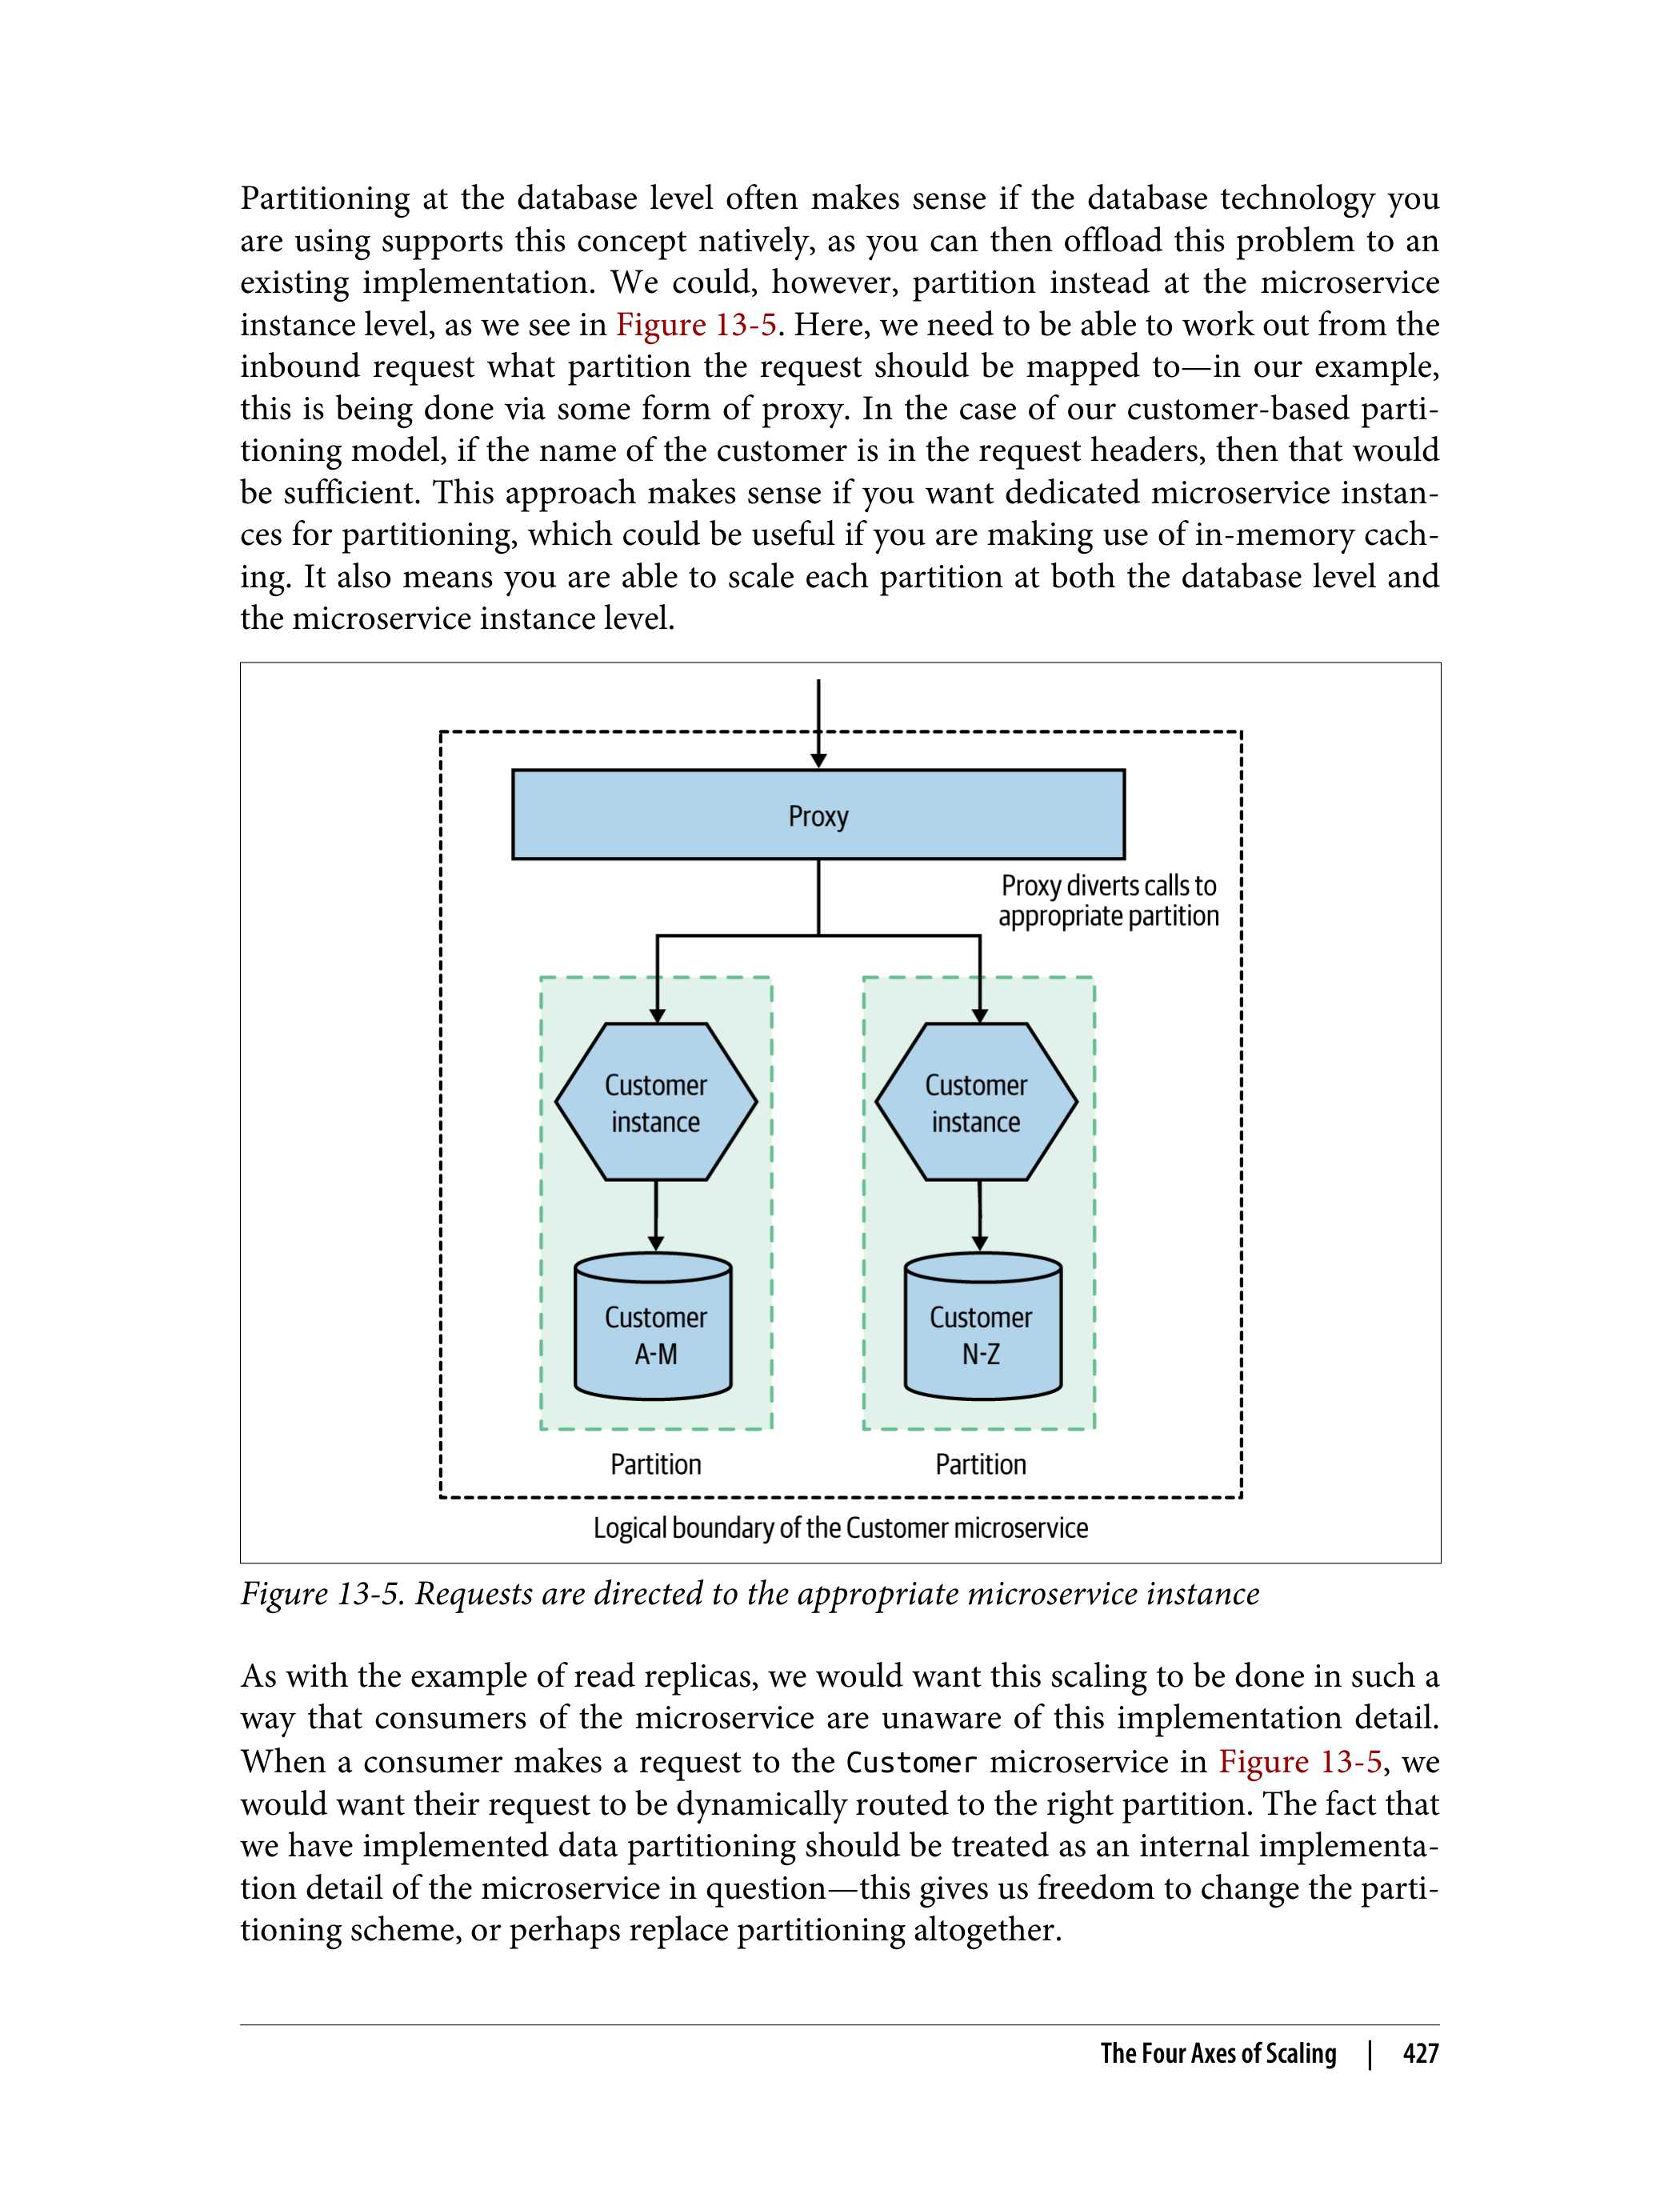 Partitioning at the database level often makes sense if the database technology you
are using supports this concept natively, as you can then offload this problem to an
existing implementation. We could, however, partition instead at the microservice
instance level, as we see in Figure 13-5. Here, we need to be able to work out from the
inbound request what partition the request should be mapped to—in our example,
this is being done via some form of proxy. In the case of our customer-based parti-
tioning model, if the name of the customer is in the request headers, then that would
be sufficient. This approach makes sense if you want dedicated microservice instan-
ces for partitioning, which could be useful if you are making use of in-memory cach-
ing. It also means you are able to scale each partition at both the database level and
the microservice instance level.
Proxy
Proxy diverts calls to
appropriate partition
Customer
instance
Customer
instance
Customer
A-M
Customer
N-Z
Partition
Partition
Logical boundary of the Customer microservice
Figure 13-5. Requests are directed to the appropriate microservice instance
As with the example of read replicas, we would want this scaling to be done in such a
way that consumers of the microservice are unaware of this implementation detail.
When a consumer makes a request to the Customer microservice in Figure 13-5, we
would want their request to be dynamically routed to the right partition. The fact that
we have implemented data partitioning should be treated as an internal implementa-
tion detail of the microservice in question—this gives us freedom to change the parti-
tioning scheme, or perhaps replace partitioning altogether.
The Four Axes of Scaling | 427